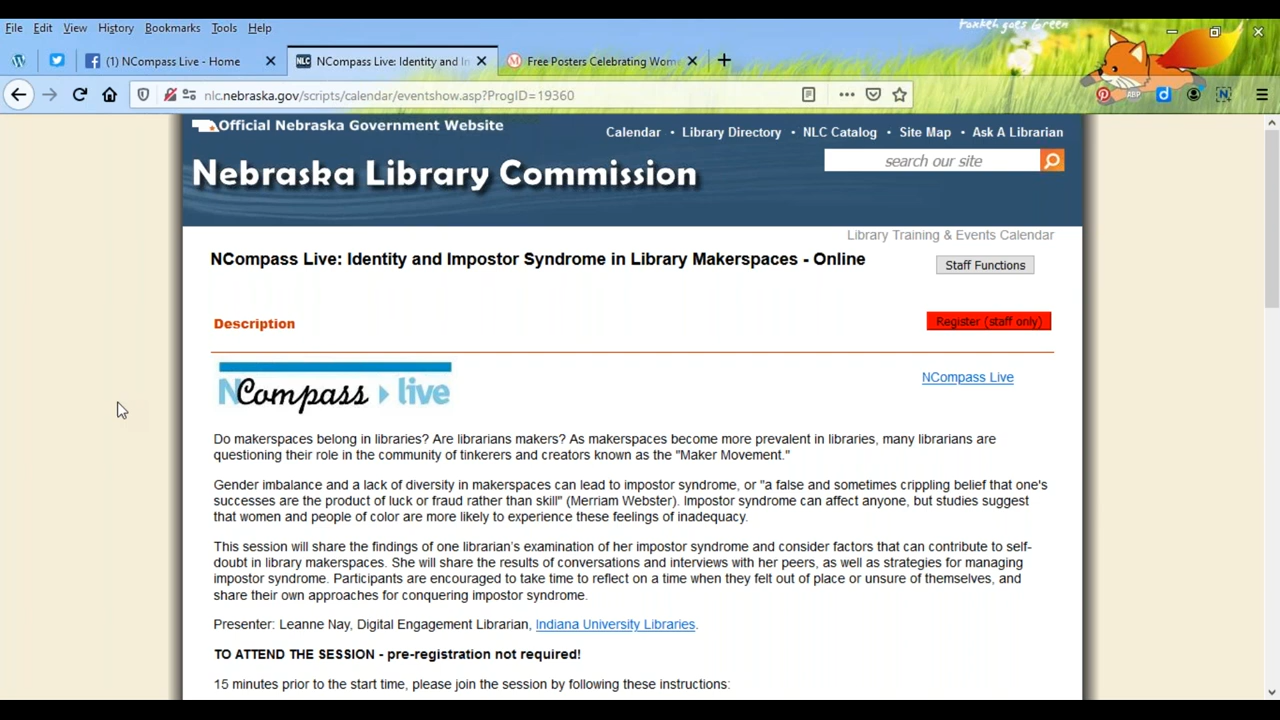 foxkeh goes Green
File Edit View History Bookmarks Tools Help
(1) NCompass Live - Home
NLC NCompass Live: Identity and In
Free Posters Celebrating Wome
nlc.nebraska.gov/scripts/calendar/eventshow.asp?ProgID=19360
ABP
Official Nebraska Government Website
Calendar • Library Directory • NLC Catalog • Site Map • Ask A Librarian
Nebraska Library Commission
search our site
Library Training & Events Calendar
NCompass Live: Identity and Impostor Syndrome in Library Makerspaces - Online
Staff Functions
Description
Register (staff only)
NCompass live
NCompass Live
Do makerspaces belong in libraries? Are librarians makers? As makerspaces become more prevalent in libraries, many librarians are
questioning their role in the community of tinkerers and creators known as the "Maker Movement."
Gender imbalance and a lack of diversity in makerspaces can lead to impostor syndrome, or "a false and sometimes crippling belief that one's
successes are the product of luck or fraud rather than skill" (Merriam Webster). Impostor syndrome can affect anyone, but studies suggest
that women and people of color are more likely to experience these feelings of inadequacy.
This session will share the findings of one librarian's examination of her impostor syndrome and consider factors that can contribute to self-
doubt in library makerspaces. She will share the results of conversations and interviews with her peers, as well as strategies for managing
impostor syndrome. Participants are encouraged to take time to reflect on a time when they felt out of place or unsure of themselves, and
share their own approaches for conquering impostor syndrome.
Presenter: Leanne Nay, Digital Engagement Librarian, Indiana University Libraries.
TO ATTEND THE SESSION - pre-registration not required!
15 minutes prior to the start time, please join the session by following these instructions: